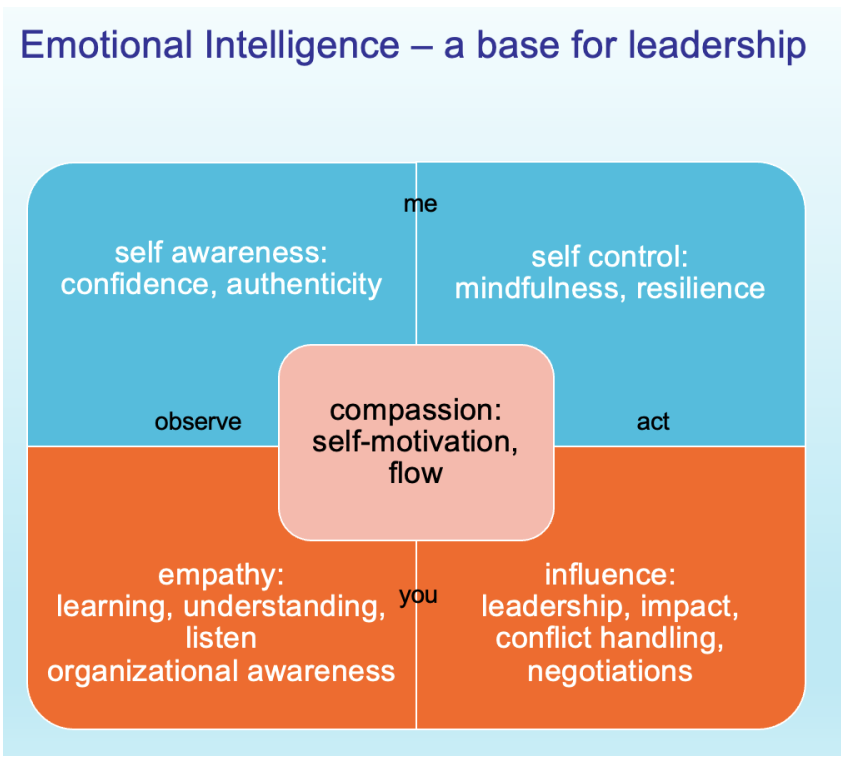 Emotional Intelligence – a base for leadership
me
self awareness:
confidence, authenticity
self control:
mindfulness, resilience
observe
compassion:
self-motivation,
flow
act
empathy:
learning, understanding,
listen
organizational awareness
you
influence:
leadership, impact,
conflict handling,
negotiations